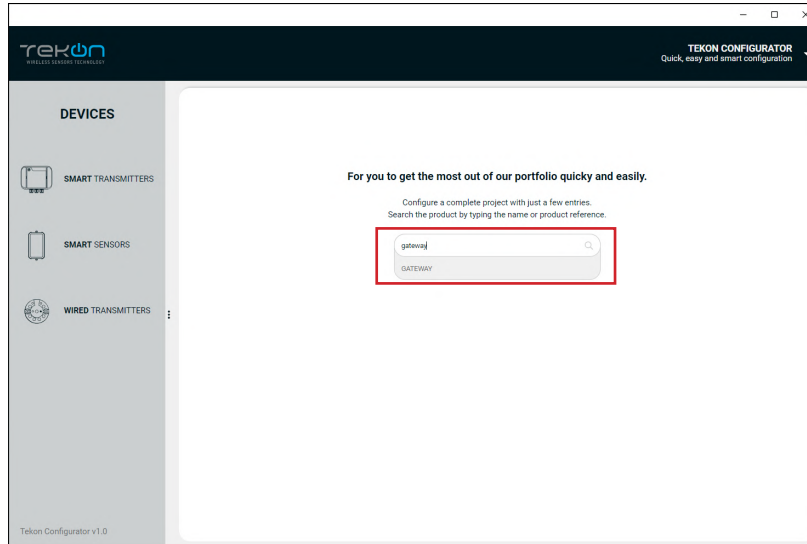 TEKON
WIRELESS SENSORS TECHNOLOGY
TEKON CONFIGURATOR
Quick, easy and smart configuration
DEVICES
SMART TRANSMITTERS
SMART SENSORS
WIRED TRANSMITTERS
For you to get the most out of our portfolio quicky and easily.
Configure a complete project with just a few entries.
Search the product by typing the name or product reference.
gateway
GATEWAY
Tekon Configurator v1.0